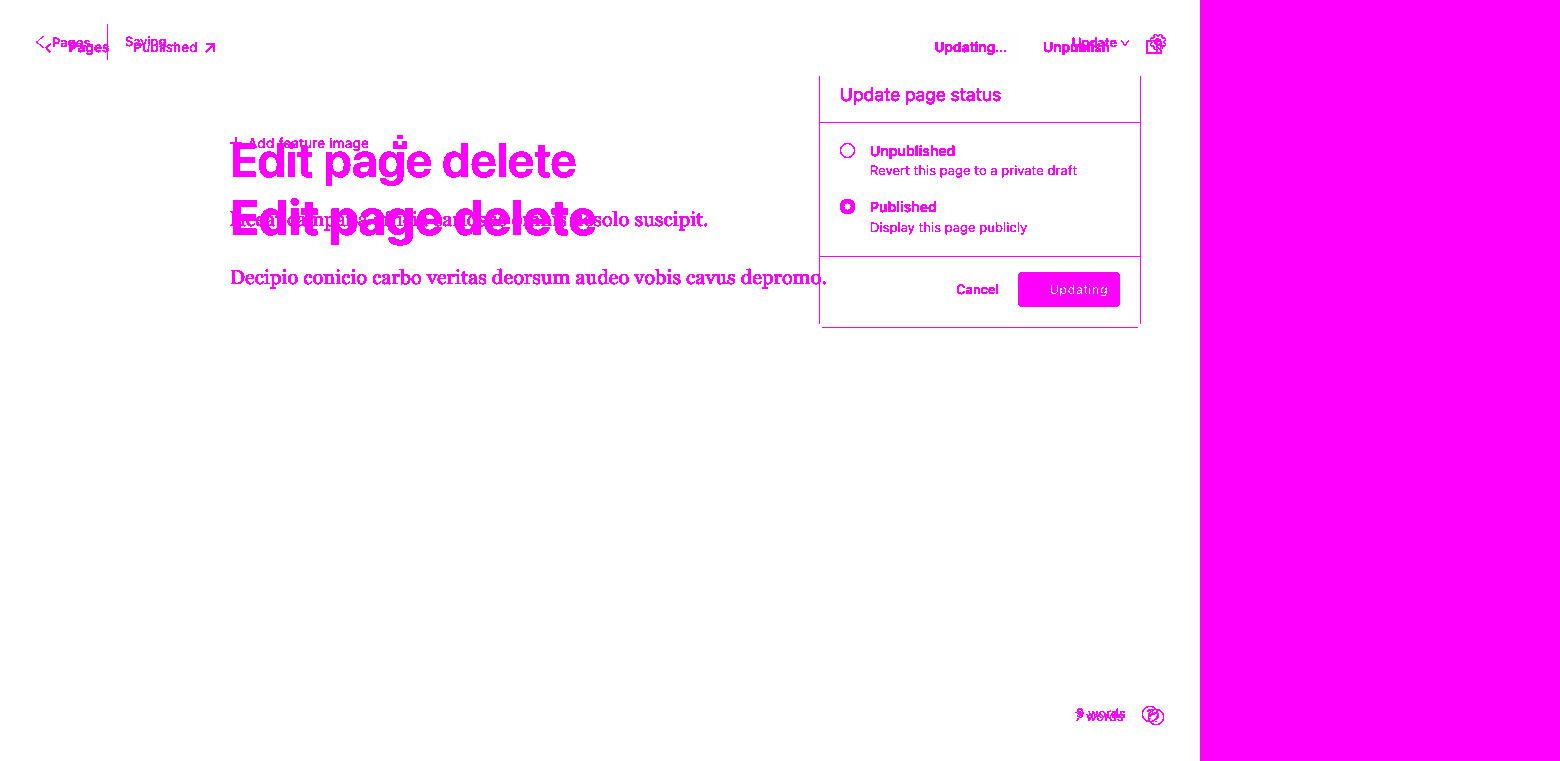 Pages
Saving...
Pages
Published
Updating...
Unpublish
Update
Update page status
Add feature image
Edit page delete
Unpublished
Revert this page to a private draft
Published
Display this page publicly
Edit page delete
solo suscipit.
Decipio conicio carbo veritas deorsum audeo vobis cavus depromo.
Cancel
Updating
words
7 words